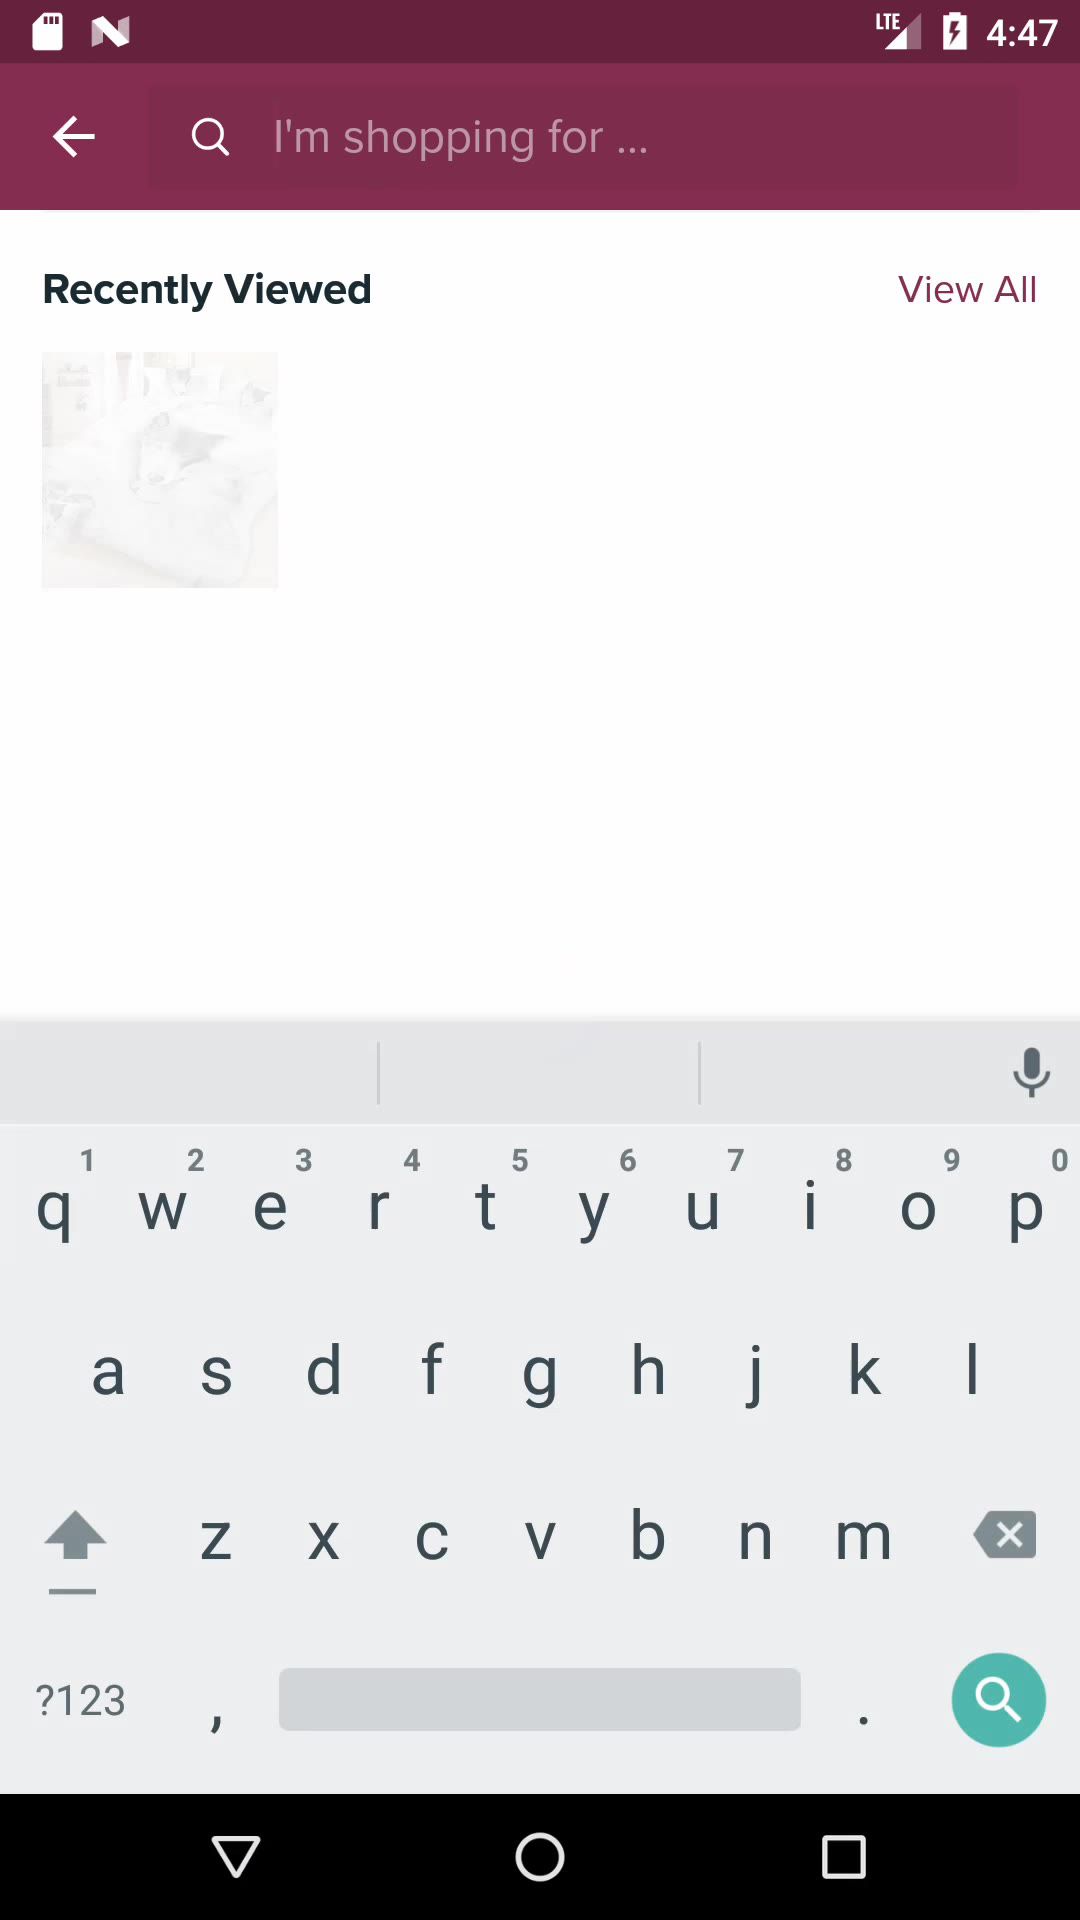 LTE 4:47
I'm shopping for ...
Recently Viewed View All
1 2 3 4 5 6 7 8 9 0
q w e r t y u i o p
a s d f g h j k l
z x c v b n m
?123 , .